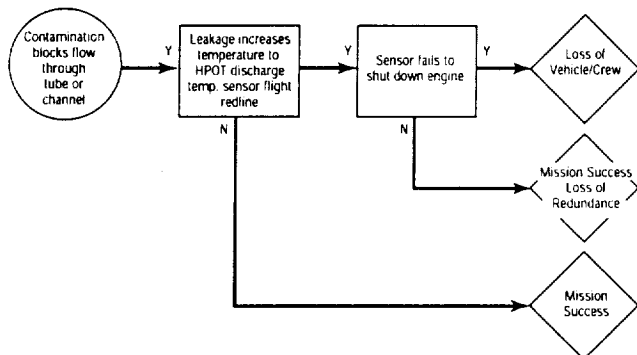 Contamination
blocks flow
through
tube or
channel
Y
Leakage increases
temperature to
HPOT discharge
temp. sensor flight
redline
Y
Sensor fails to
shut down engine
Y
Loss of
Vehicle/Crew
N
N
Mission Success
Loss of
Redundance
Mission
Success